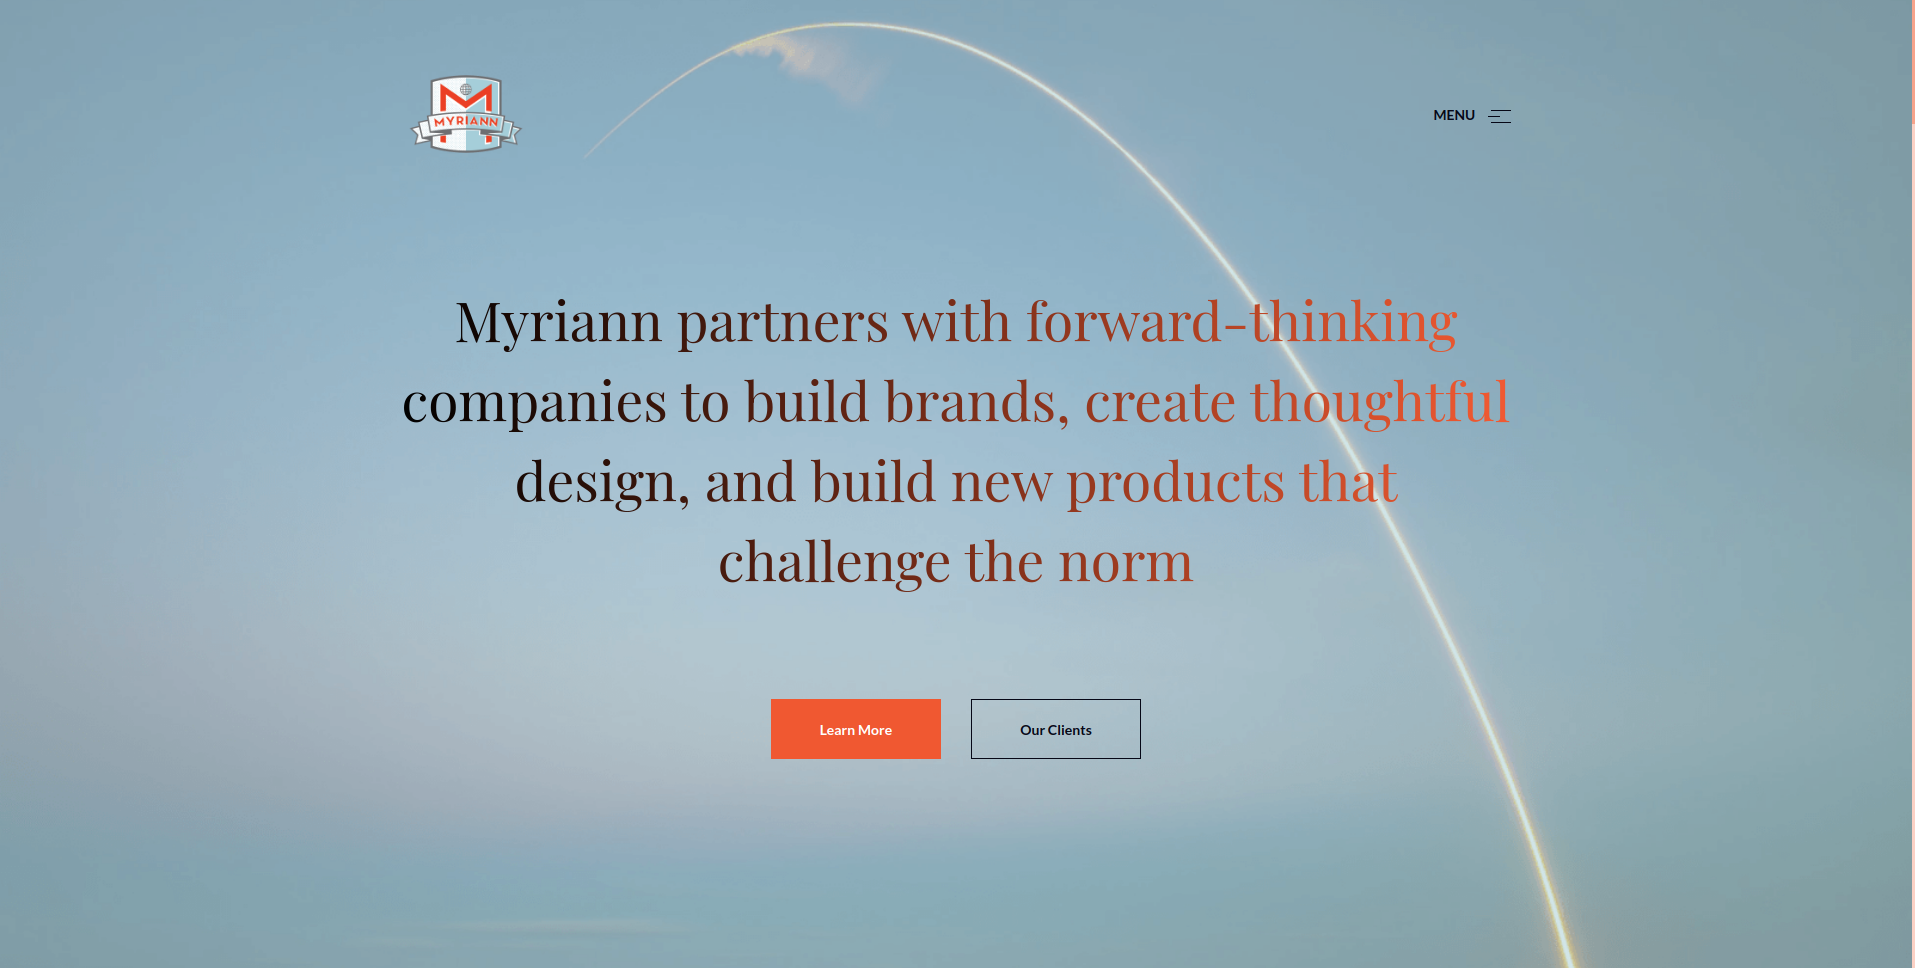 MYRIANN
MENU
Myriann partners with forward-thinking
companies to build brands, create thoughtful
design, and build new products that
challenge the norm
Learn More
Our Clients